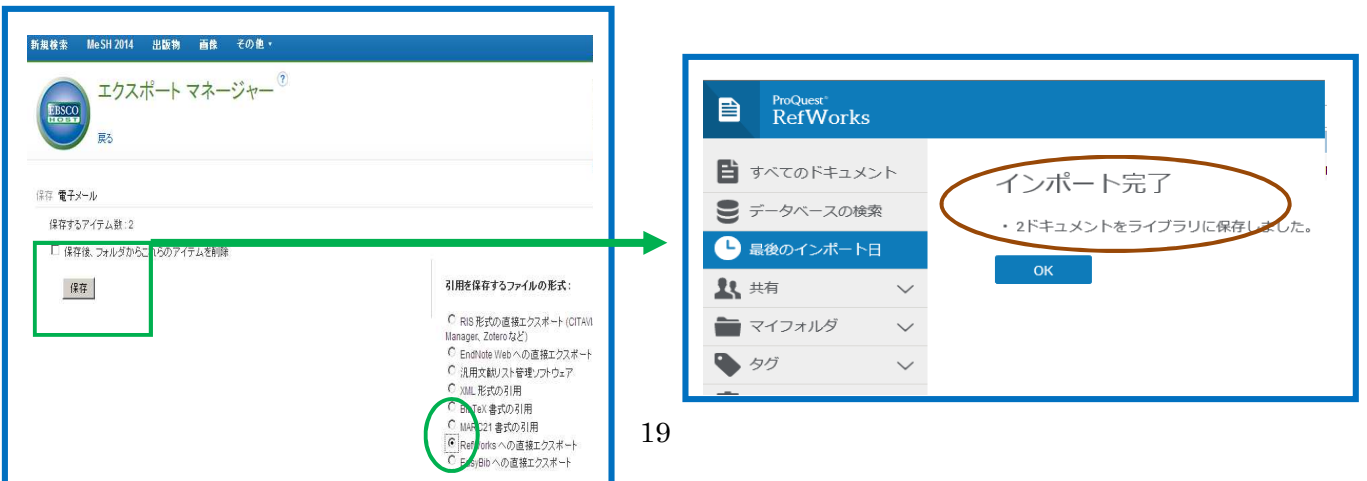 新規検索 MeSH 2014 出版物 画像 その他
エクスポート マネージャー ?
EBSCO
HOST
戻る
保存 電子メール
保存するアイテム数 : 2
保存後、フォルダからこれらのアイテムを削除
保存
引用を保存するファイルの形式 :
RIS 形式の直接エクスポート (CITAVI
Manager, Zotero など)
EndNote Web への直接エクスポート
汎用文献リスト管理ソフトウェア
XML 形式の引用
BibTeX 書式の引用
MARC21 書式の引用
RefWorks への直接エクスポート
EasyBib への直接エクスポート
ProQuest
RefWorks
すべてのドキュメント
データベースの検索
最後のインポート日
共有
マイフォルダ
タグ
インポート完了
・2ドキュメントをライブラリに保存しました。
OK
19